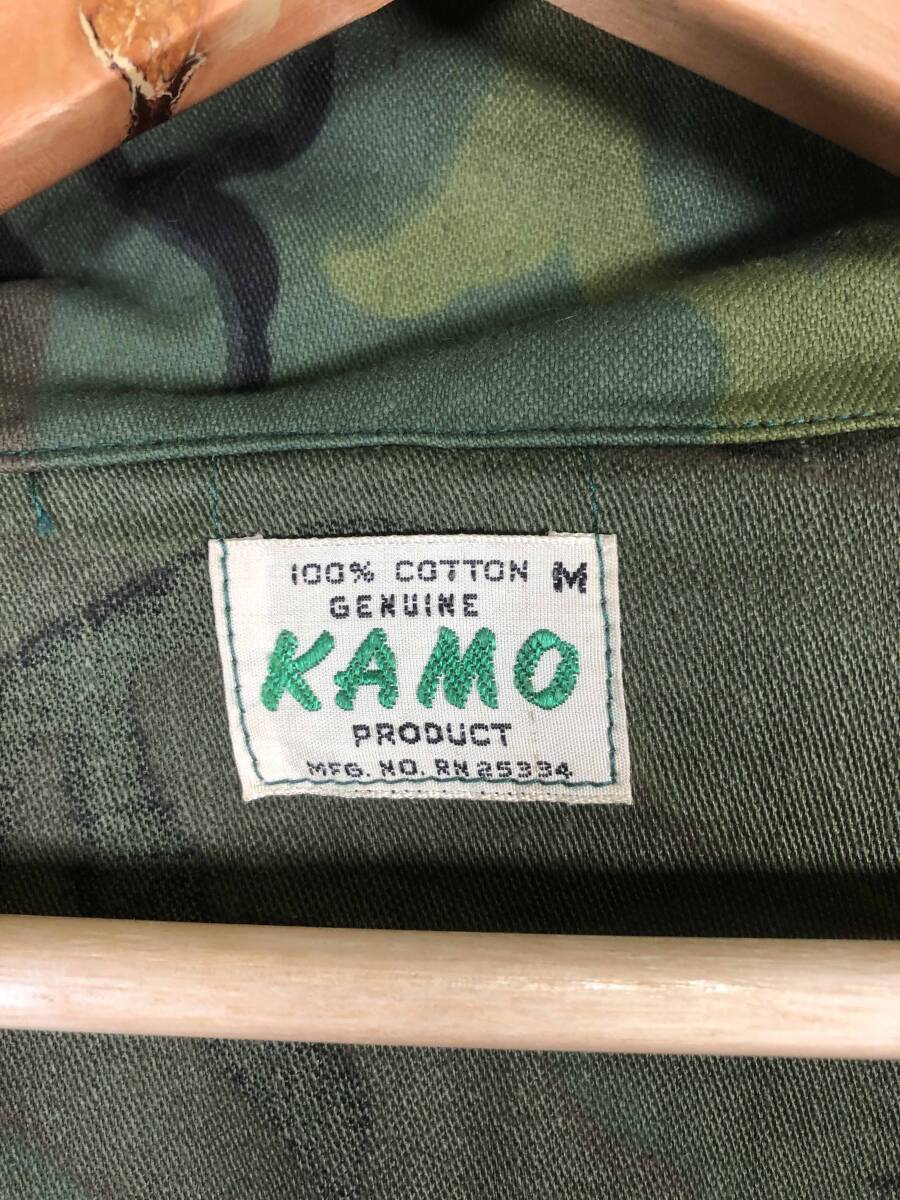 100% COTTON M
GENUINE
KAMO
PRODUCT
MFG. NO. RN 25334